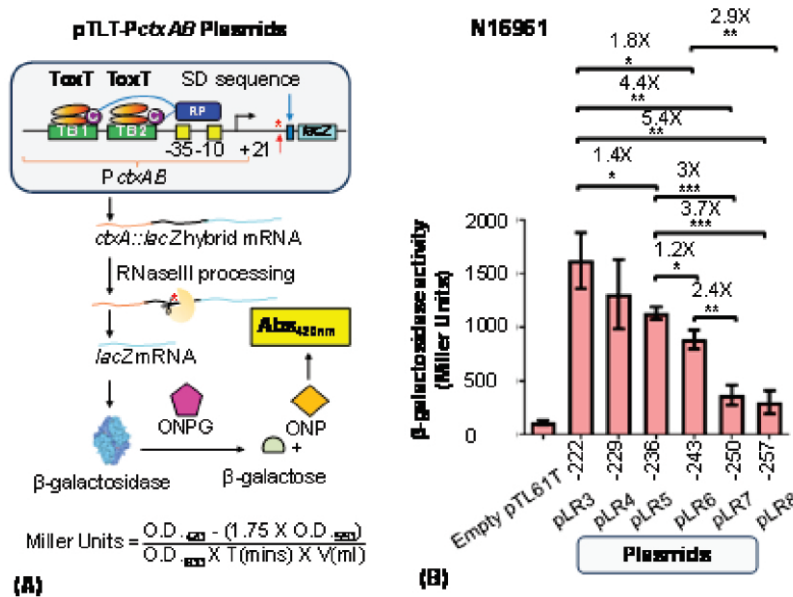 pTLT-PctxAB Plasmids
ToxT ToxT SD sequence
C C RP *
TB1 TB2 lacZ
-35 -10 +21
PctxAB
ctxA::lacZ hybrid mRNA
RNaseIII processing
*
lacZ mRNA
Abs420nm
ONPG
ONP
+
β-galactosidase
β-galactose
Miller Units = O.D.420 - (1.75 X O.D.550)
O.D.600 X T(mins) X V(ml)
(A)
N16961
2.9X
**
1.8X
*
4.4X
**
5.4X
**
1.4X
*
3X
***
3.7X
***
1.2X
*
2.4X
**
β-galactosidase activity
(Miller Units)
2000
1500
1000
500
0
-222
-229
-236
-243
-250
-257
Empty pTL61T
pLR3
pLR4
pLR5
pLR6
pLR7
pLR8
Plasmids
(B)